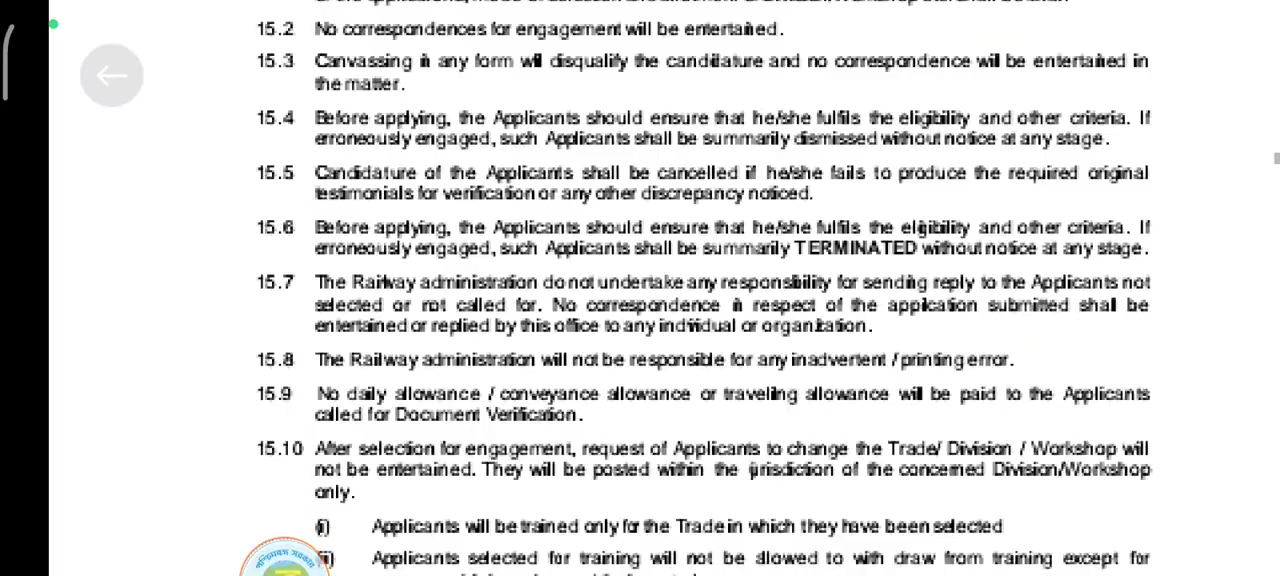 15.2 No correspondences for engagement will be entertained.
15.3 Canvassing in any form will disqualify the candidature and no correspondence will be entertained in
the matter.
15.4 Before applying, the Applicants should ensure that he/she fulfils the eligibility and other criteria. If
erroneously engaged, such Applicants shall be summarily dismissed without notice at any stage.
15.5 Candidature of the Applicants shall be cancelled if he/she fails to produce the required original
testimonials for verification or any other discrepancy noticed.
15.6 Before applying, the Applicants should ensure that he/she fulfils the eligibility and other criteria. If
erroneously engaged, such Applicants shall be summarily TERMINATED without notice at any stage.
15.7 The Railway administration do not undertake any responsibility for sending reply to the Applicants not
selected or not called for. No correspondence in respect of the application submitted shall be
entertained or replied by this office to any individual or organization.
15.8 The Railway administration will not be responsible for any inadvertent / printing error.
15.9 No daily allowance / conveyance allowance or traveling allowance will be paid to the Applicants
called for Document Verification.
15.10 After selection for engagement, request of Applicants to change the Trade/ Division / Workshop will
not be entertained. They will be posted within the jurisdiction of the concerned Division/Workshop
only.
(i) Applicants will be trained only for the Trade in which they have been selected
(ii) Applicants selected for training will not be allowed to with draw from training except for
পশ্চিমবঙ্গ সরকার